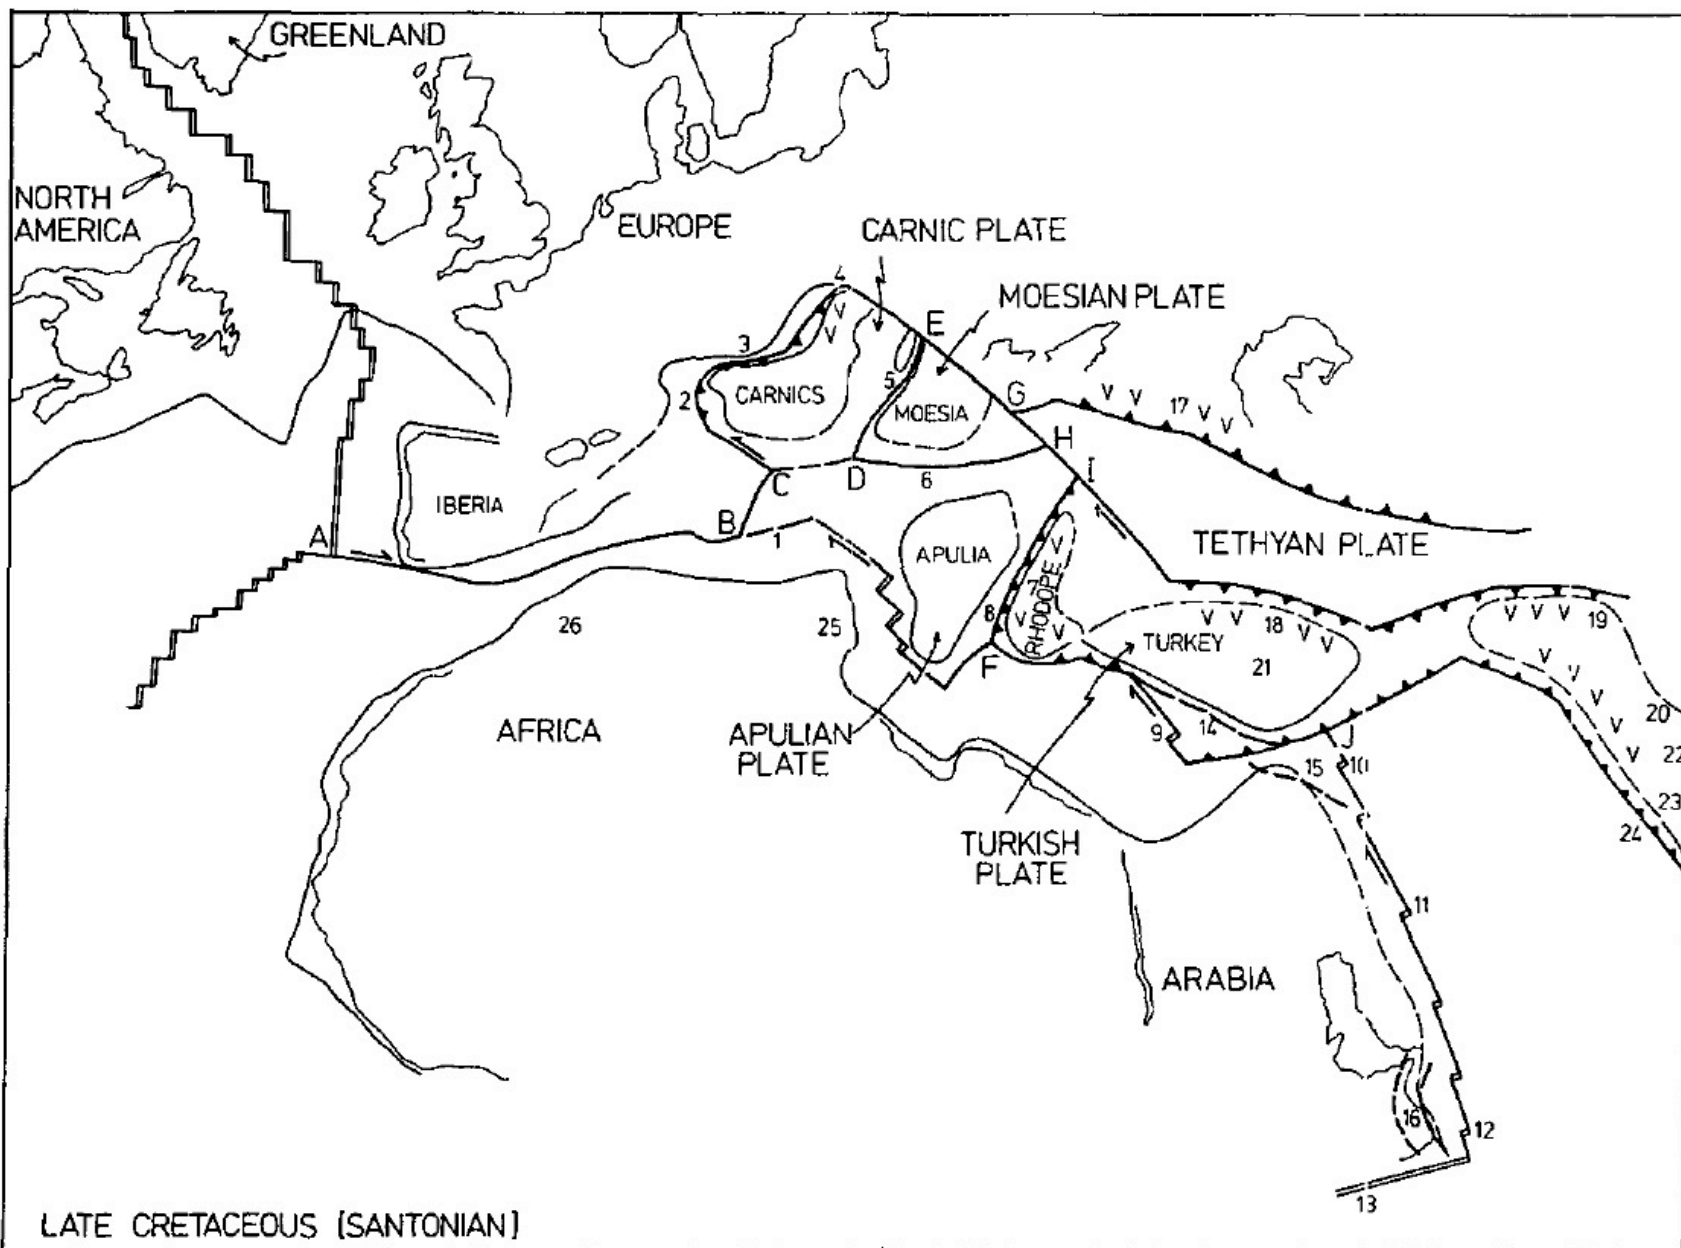 GREENLAND
NORTH
AMERICA
EUROPE
CARNIC PLATE
MOESIAN PLATE
4
E
3
5
2
CARNICS
MOESIA
G
17
V V V V
V
V
H
I
C
D
6
IBERIA
A
B
1
APULIA
TETHYAN PLATE
V
7
RHODOPE
8
V V
F
V V V
18
V V
TURKEY
21
V V V
19
26
25
V
V
V
V
V
20
22
23
24
AFRICA
APULIAN
PLATE
9
14
J
15
10
TURKISH
PLATE
11
ARABIA
16
12
13
LATE CRETACEOUS (SANTONIAN)